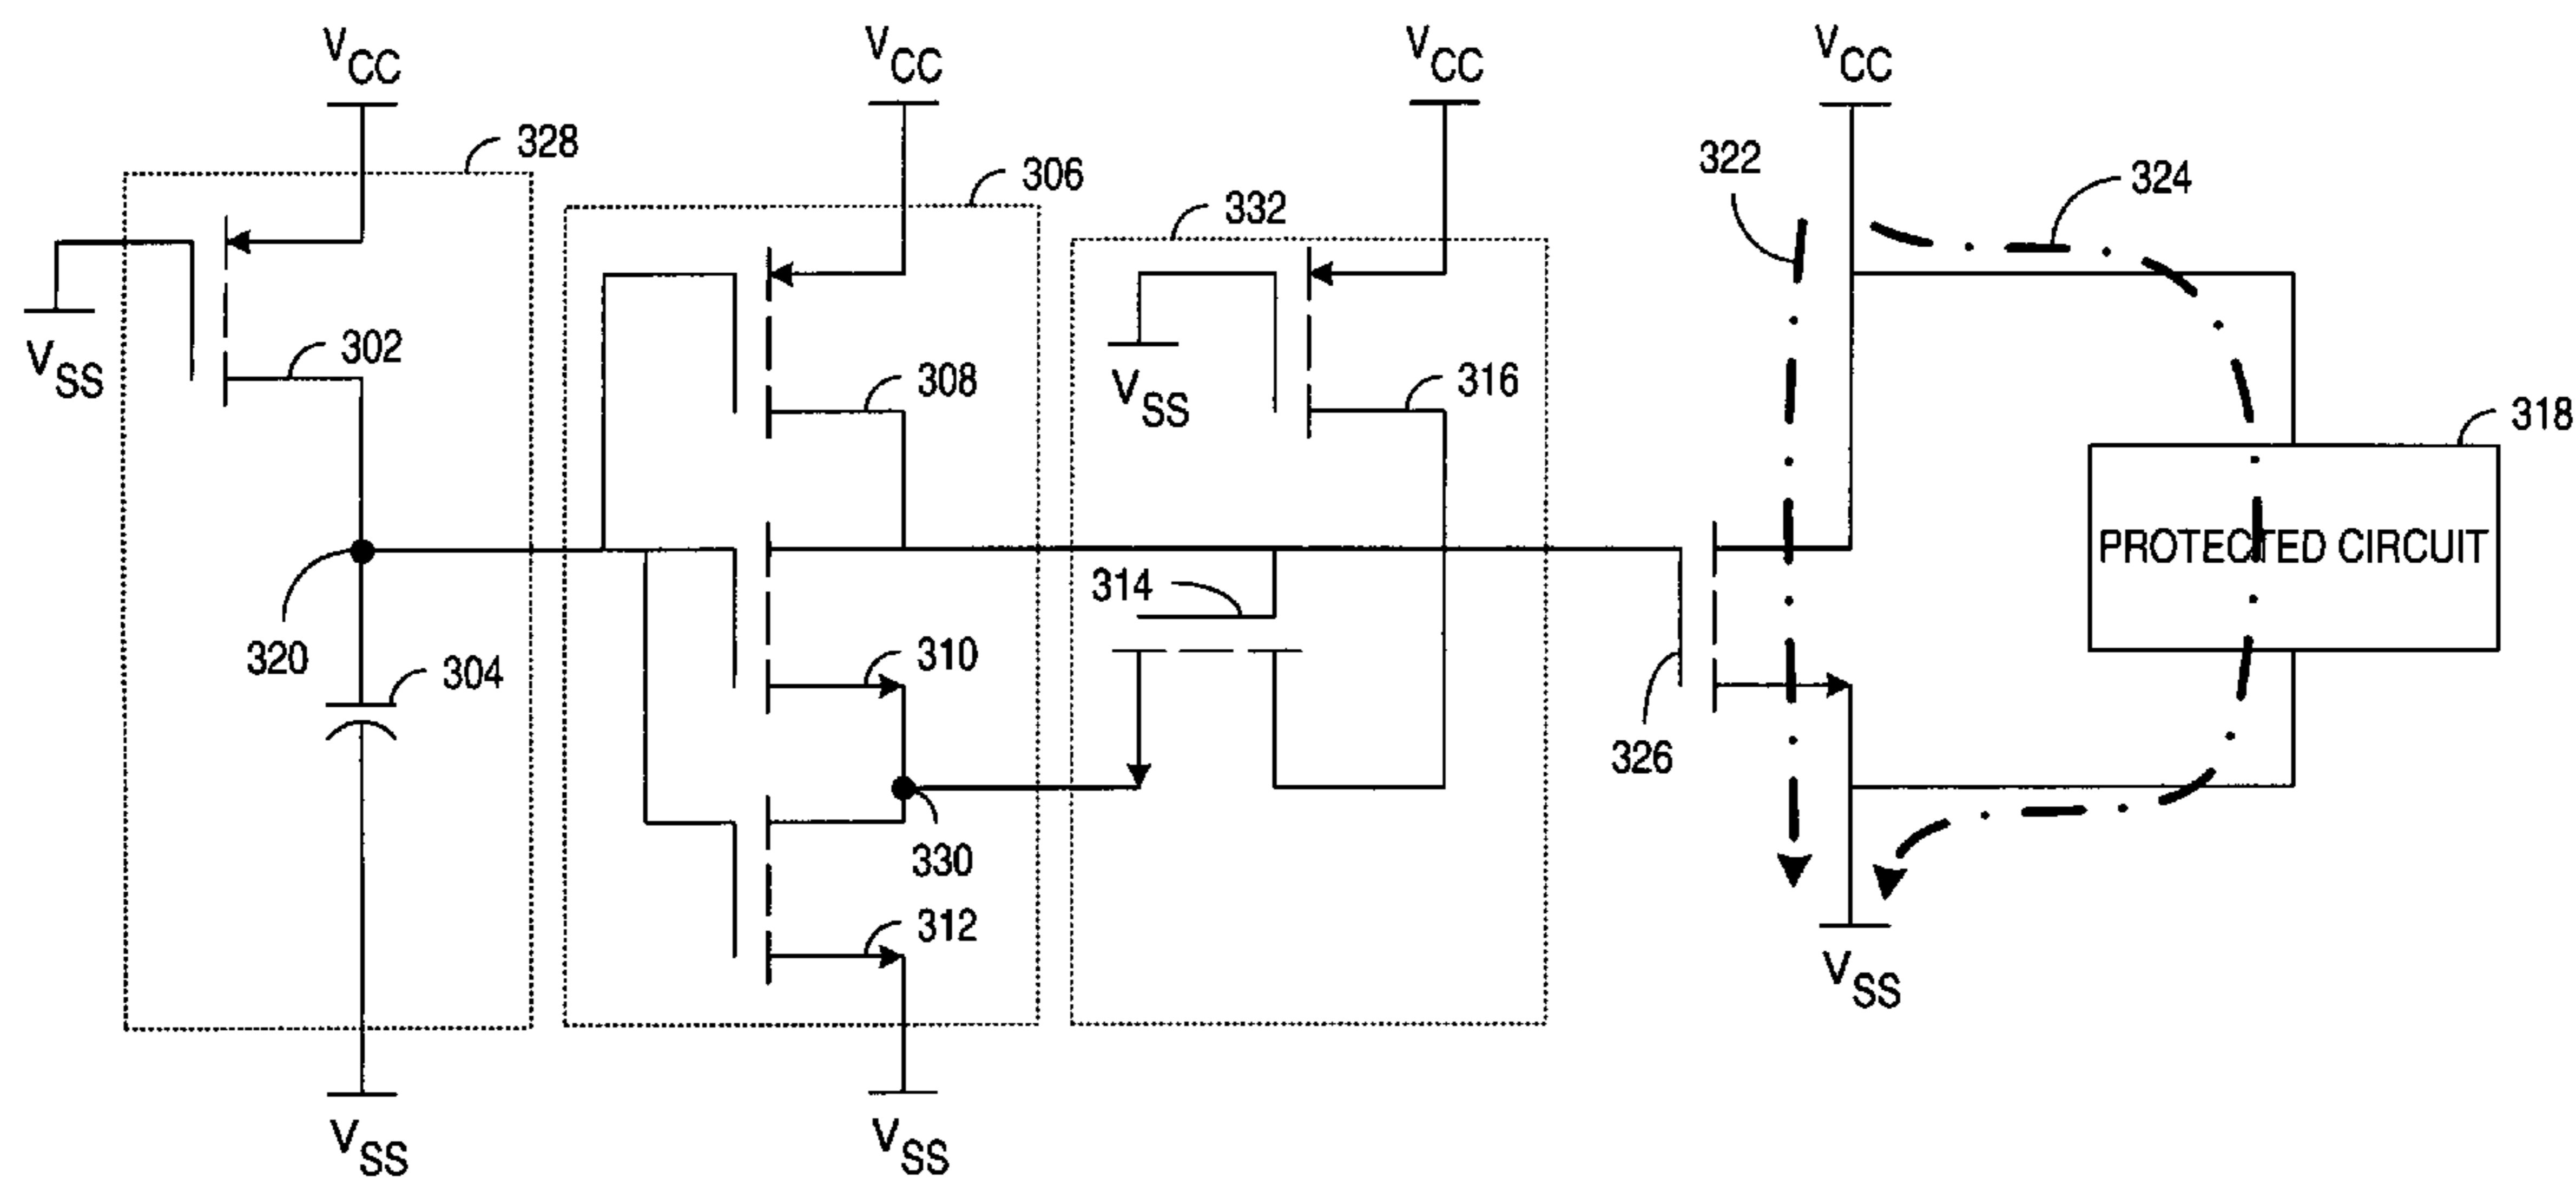 VCC
VCC
VCC
VCC
328
306
332
322
324
VSS
302
308
VSS
316
318
PROTECTED CIRCUIT
314
320
304
310
326
330
312
VSS
VSS
VSS